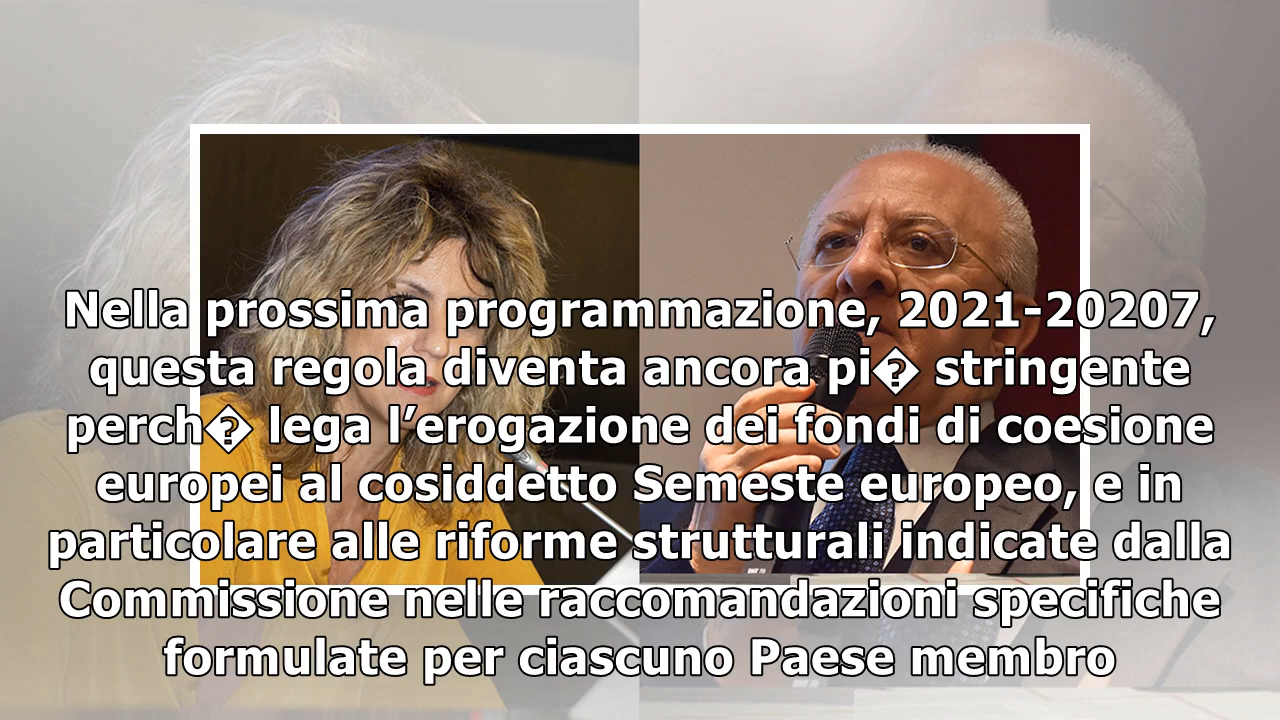 Nella prossima programmazione, 2021-20207,
questa regola diventa ancora pi� stringente
perch� lega l’erogazione dei fondi di coesione
europei al cosiddetto Semeste europeo, e in
particolare alle riforme strutturali indicate dalla
Commissione nelle raccomandazioni specifiche
formulate per ciascuno Paese membro